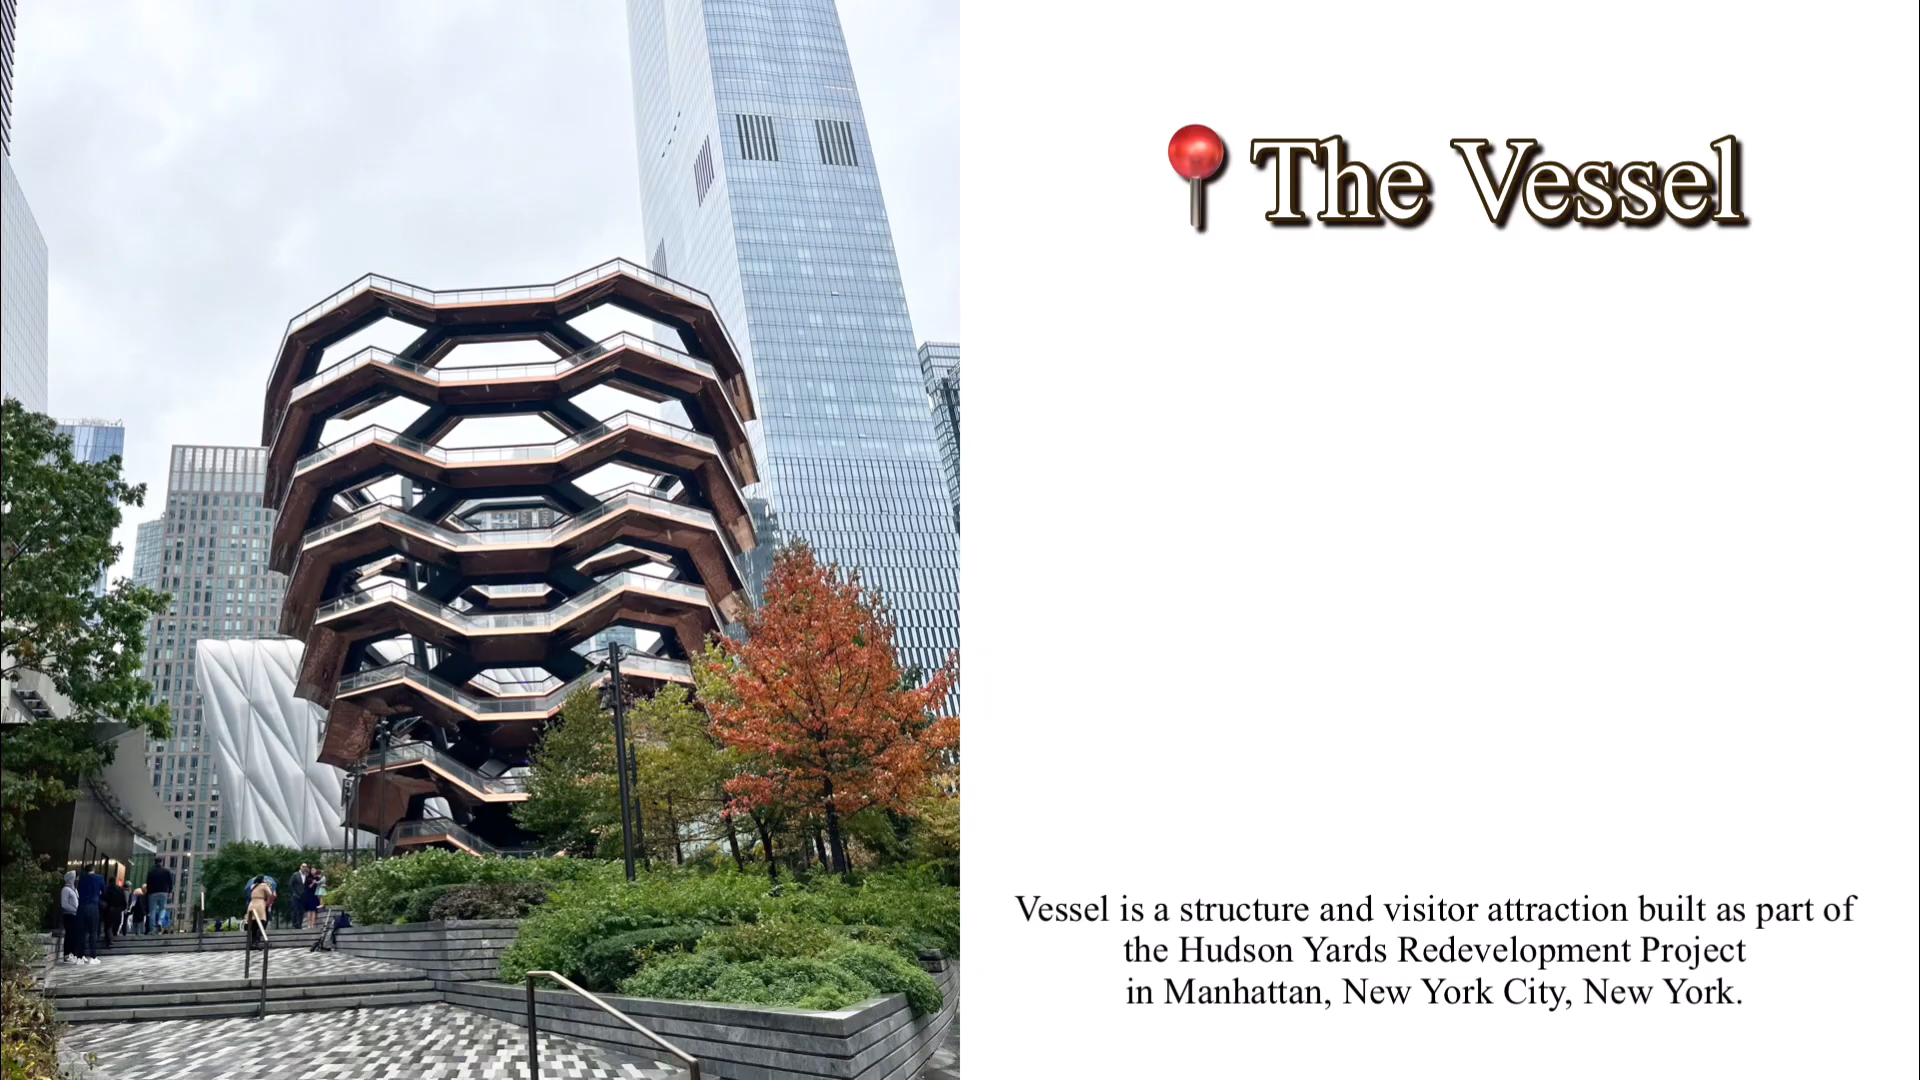 The Vessel
Vessel is a structure and visitor attraction built as part of
the Hudson Yards Redevelopment Project
in Manhattan, New York City, New York.